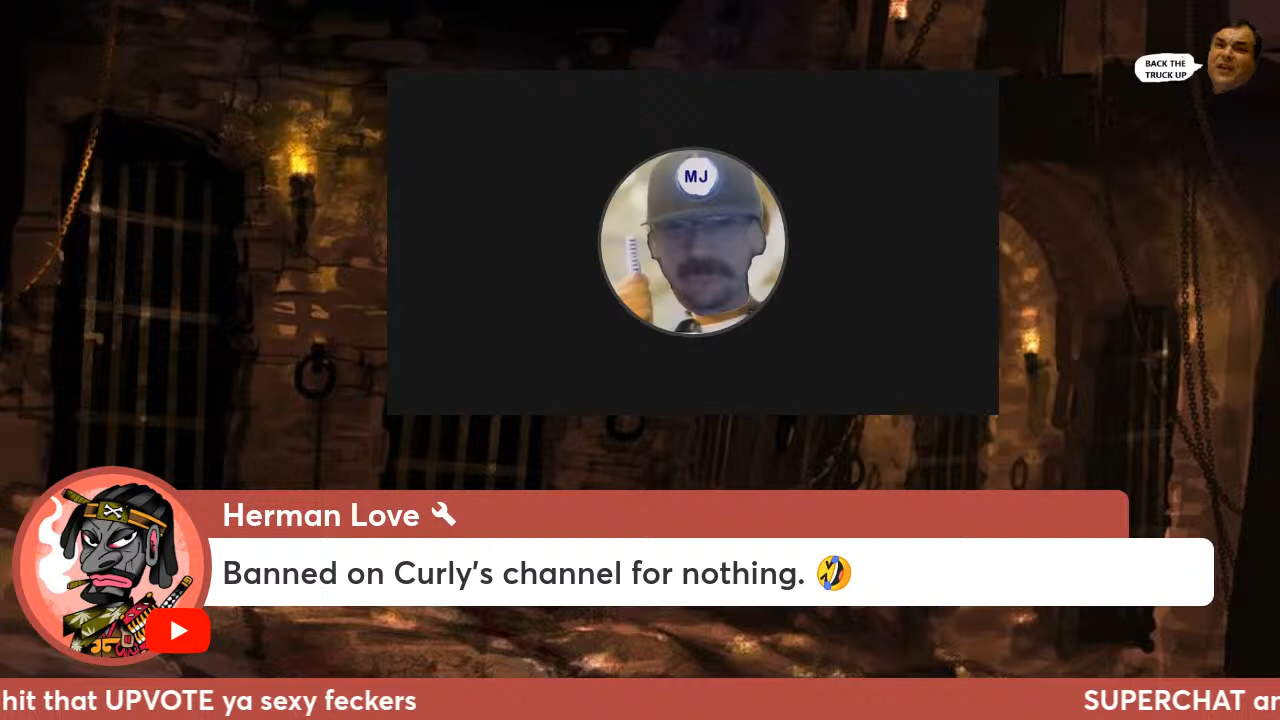 BACK THE
TRUCK UP
MJ
Herman Love
Banned on Curly's channel for nothing. 🤣
hit that UPVOTE ya sexy feckers
SUPERCHAT an